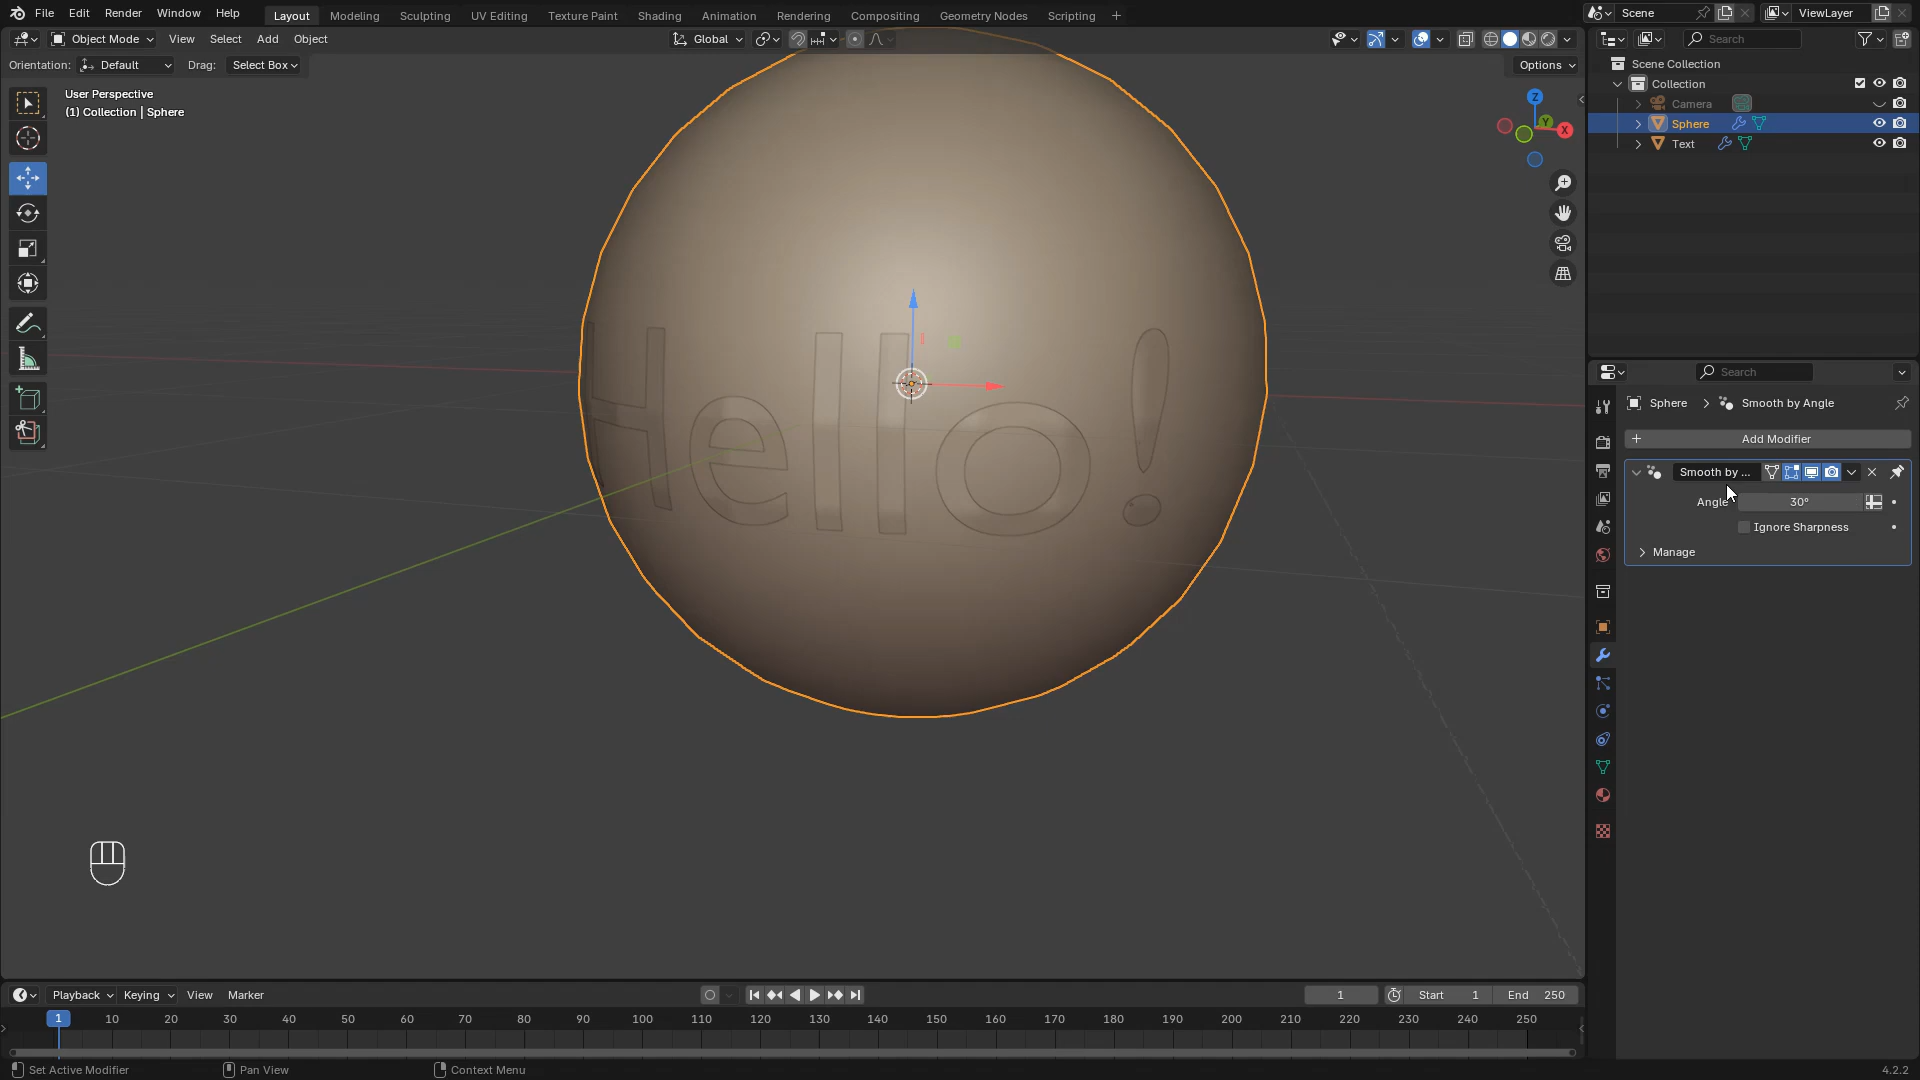 File Edit Render Window Help Layout Modeling Sculpting UV Editing Texture Paint Shading Animation Rendering Compositing Geometry Nodes Scripting + Scene ViewLayer
Object Mode View Select Add Object Global Search
Orientation: Default Drag: Select Box Options
Scene Collection
Collection
Camera
Sphere
Text
User Perspective
(1) Collection | Sphere
Z
Y
X
Hello!
Search
Sphere > Smooth by Angle
+ Add Modifier
Smooth by ...
Angle 30°
Ignore Sharpness
Manage
Playback Keying View Marker 1 Start 1 End 250
1 10 20 30 40 50 60 70 80 90 100 110 120 130 140 150 160 170 180 190 200 210 220 230 240 250
Set Active Modifier Pan View Context Menu 4.2.2